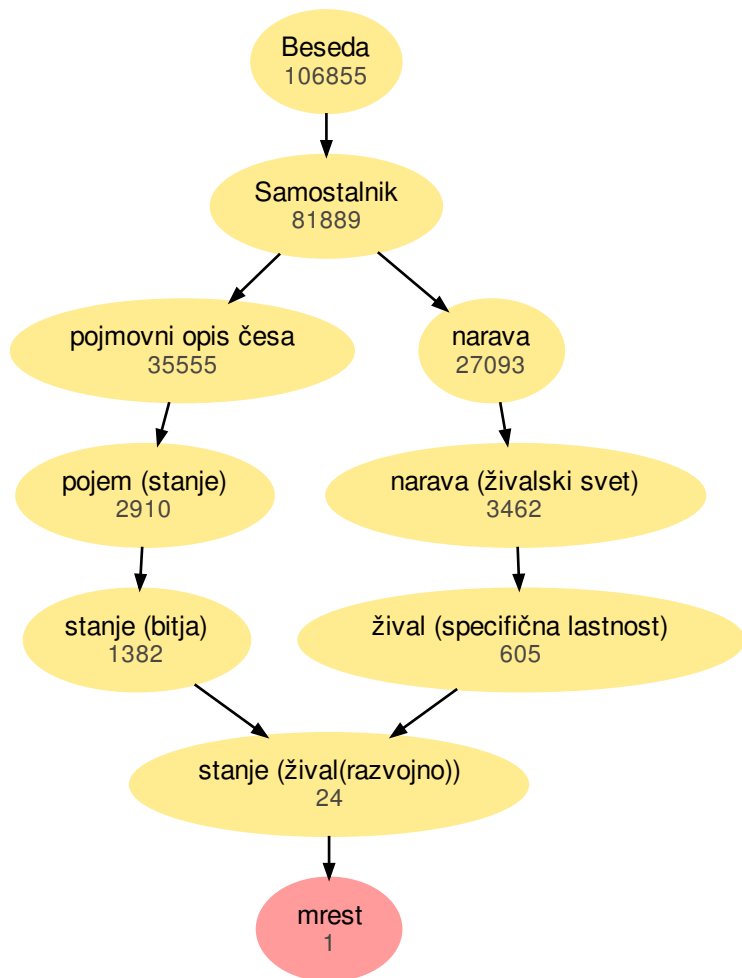 Beseda
106855
Samostalnik
81889
pojmovni opis česa
35555
narava
27093
pojem (stanje)
2910
narava (živalski svet)
3462
stanje (bitja)
1382
žival (specifična lastnost)
605
stanje (žival(razvojno))
24
mrest
1